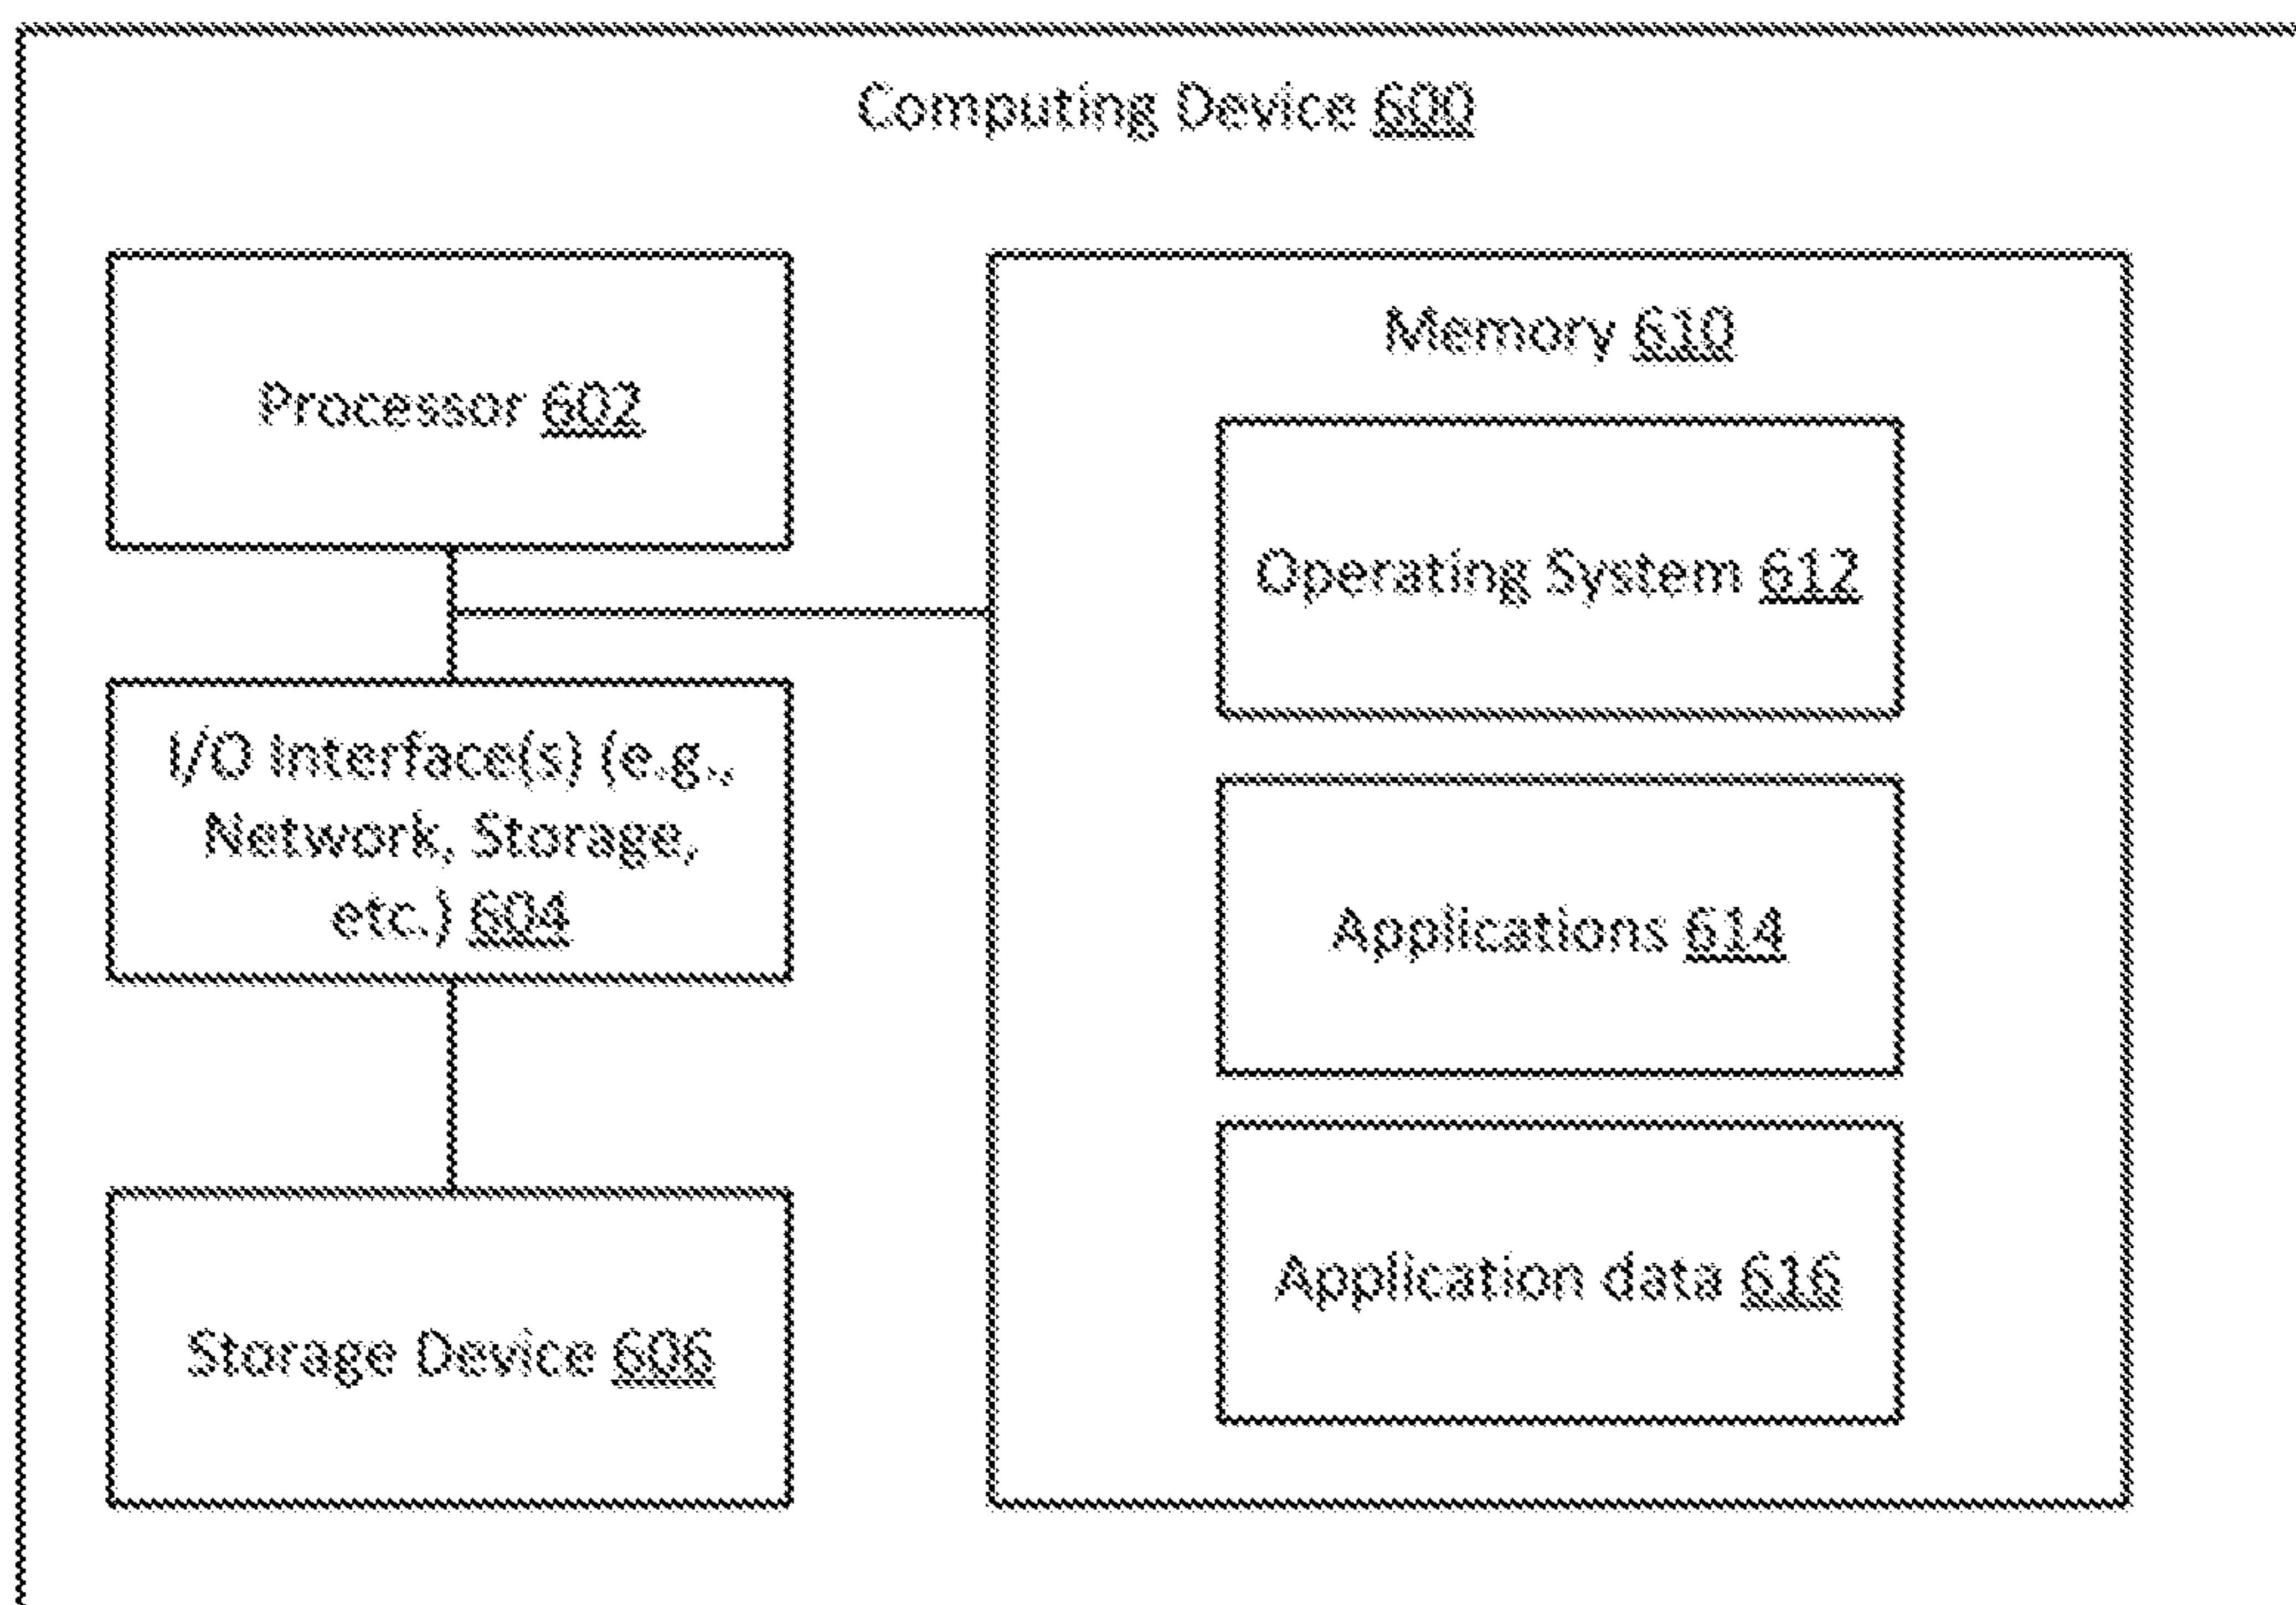 Computing Device 600
Processor 602
I/O Interface(s) (e.g.,
Network, Storage,
etc.) 604
Storage Device 606
Memory 610
Operating System 612
Applications 614
Application data 616